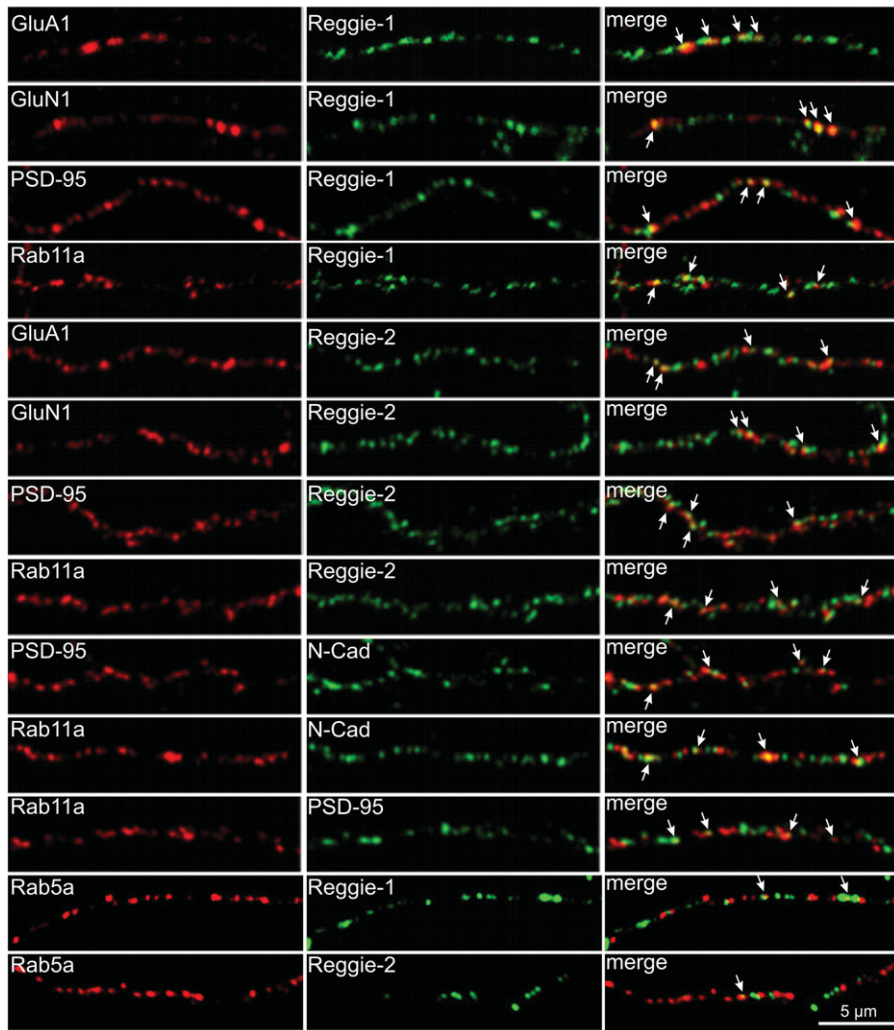 GluA1 Reggie-1 merge
GluN1 Reggie-1 merge
PSD-95 Reggie-1 merge
Rab11a Reggie-1 merge
GluA1 Reggie-2 merge
GluN1 Reggie-2 merge
PSD-95 Reggie-2 merge
Rab11a Reggie-2 merge
PSD-95 N-Cad merge
Rab11a N-Cad merge
Rab11a PSD-95 merge
Rab5a Reggie-1 merge
Rab5a Reggie-2 merge
5 µm